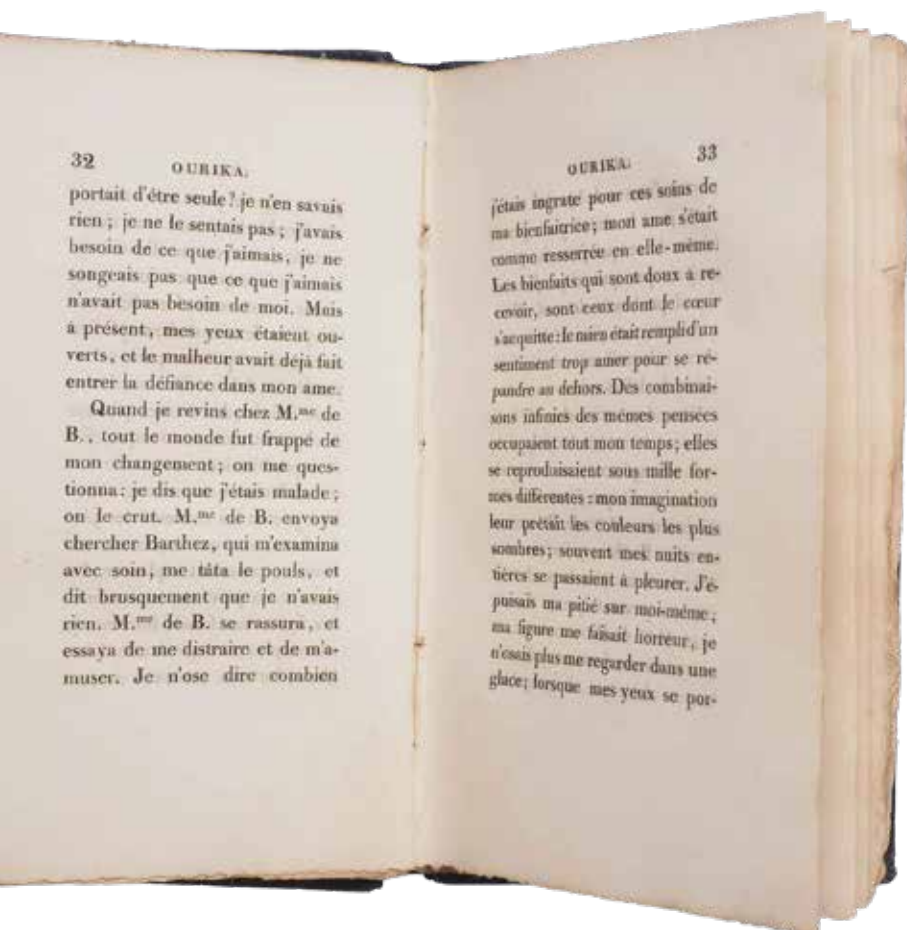 32
OURIKA.
portait d'être seule? je n'en savais
rien; je ne le sentais pas; j'avais
besoin de ce que j'aimais, je ne
songeais pas que ce que j'aimais
n'avait pas besoin de moi. Mais
à présent, mes yeux étaient ou-
verts, et le malheur avait déjà fait
entrer la défiance dans mon ame.
Quand je revins chez M.me de
B., tout le monde fut frappé de
mon changement; on me ques-
tionna: je dis que j'étais malade;
on le crut. M.me de B. envoya
chercher Barthez, qui m'examina
avec soin, me tâta le pouls, et
dit brusquement que je n'avais
rien. M.me de B. se rassura, et
essaya de me distraire et de m'a-
muser. Je n'ose dire combien
OURIKA.
33
j'étais ingrate pour ces soins de
ma bienfaitrice; mon ame s'était
comme resserrée en elle-même.
Les bienfaits qui sont doux à re-
cevoir, sont ceux dont le cœur
s'acquitte: le mien était rempli d'un
sentiment trop amer pour se ré-
pandre au dehors. Des combinai-
sons infinies des mêmes pensées
occupaient tout mon temps; elles
se reproduisaient sous mille for-
mes différentes: mon imagination
leur prêtait les couleurs les plus
sombres; souvent mes nuits en-
tières se passaient à pleurer. J'é-
puisais ma pitié sur moi-même;
ma figure me faisait horreur, je
n'osais plus me regarder dans une
glace; lorsque mes yeux se por-